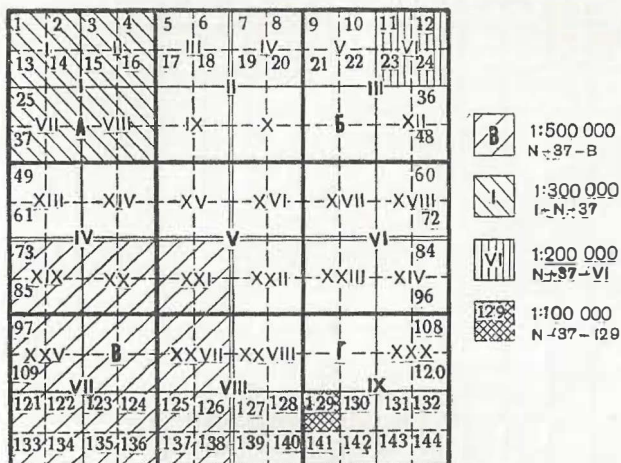 1 2 3 4 5 6 7 8 9 10 11 12
II III IV V VI
13 14 15 16 17 18 19 20 21 22 23 24
I II III
25 36
VII А VIII IX X Б XII
37 48
49 60
XIII XIV XV XVI XVII XVIII
61 72
IV V VI
73 84
XIX XX XXI XXII XXIII XIV
85 96
97 108
XXV В XXVII XXVIII Г XXX
109 120
VII VIII IX
121 122 123 124 125 126 127 128 129 130 131 132
133 134 135 136 137 138 139 140 141 142 143 144
В 1:500 000
N-37-В
I 1:300 000
I-N-37
VI 1:200 000
N-37-VI
129 1:100 000
N-37-129